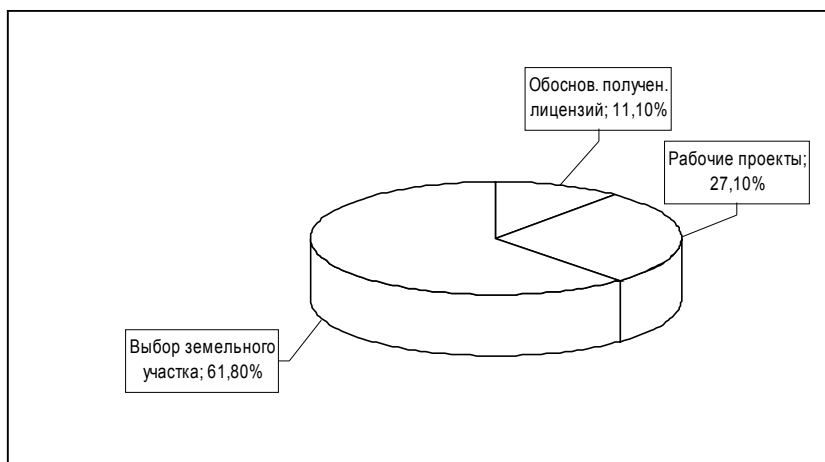 Обоснов. получен.
лицензий; 11,10%
Рабочие проекты;
27,10%
Выбор земельного
участка; 61,80%